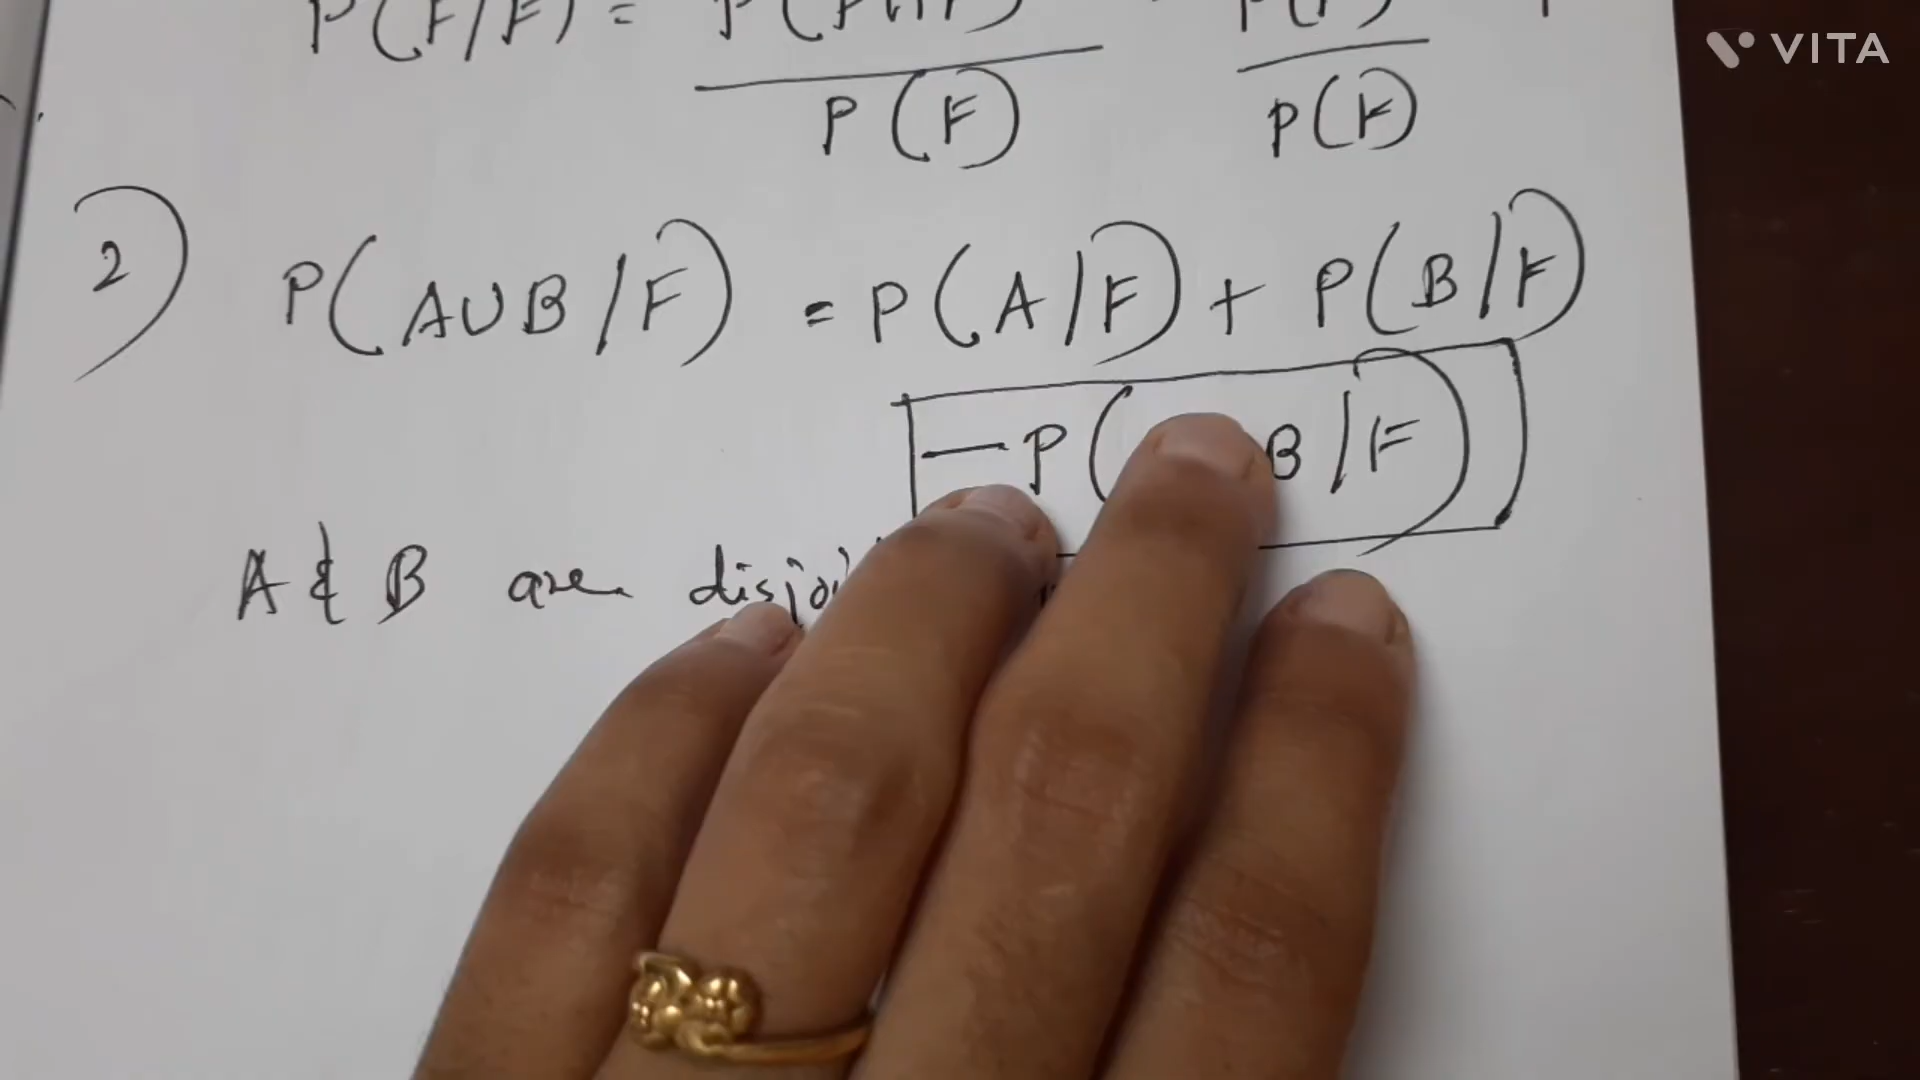 VITA
P(F/F) =
P(F) P(F)
2) P(A∪B/F) = P(A/F) + P(B/F)
- P( B/F)
A & B are